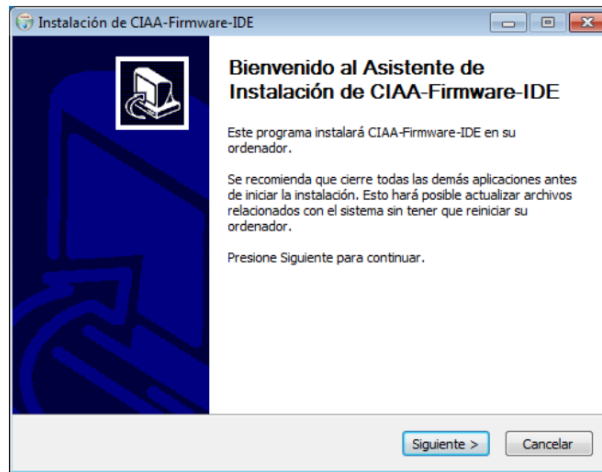 Instalación de CIAA-Firmware-IDE
Bienvenido al Asistente de
Instalación de CIAA-Firmware-IDE
Este programa instalará CIAA-Firmware-IDE en su
ordenador.
Se recomienda que cierre todas las demás aplicaciones antes
de iniciar la instalación. Esto hará posible actualizar archivos
relacionados con el sistema sin tener que reiniciar su
ordenador.
Presione Siguiente para continuar.
Siguiente >
Cancelar